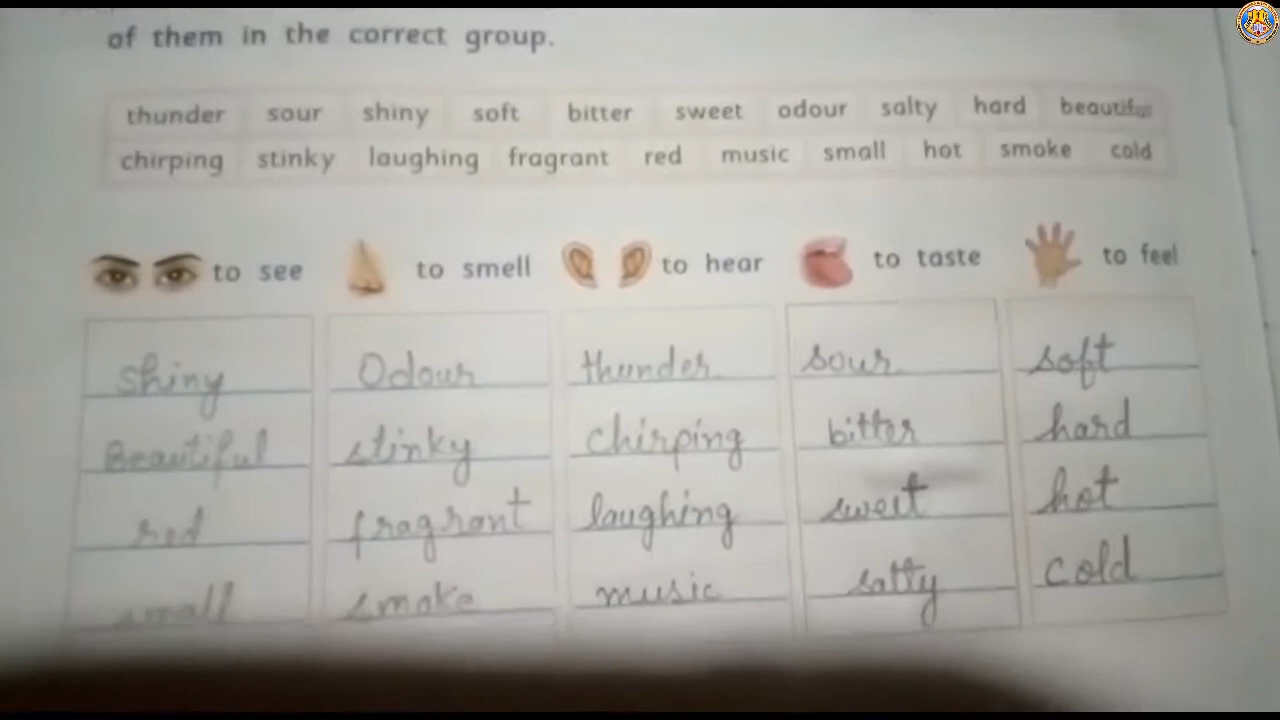 of them in the correct group.
thunder sour shiny soft bitter sweet odour salty hard beautiful
chirping stinky laughing fragrant red music small hot smoke cold
to see to smell to hear to taste to feel
shiny Odour thunder sour soft
Beautiful stinky chirping bitter hard
red fragrant laughing sweet hot
small smoke music salty cold